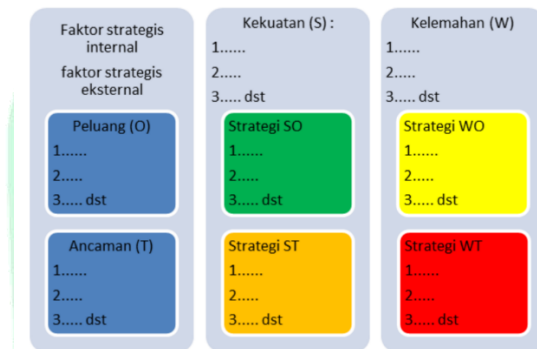 Faktor strategis
internal
faktor strategis
eksternal
Peluang (O)
1......
2.....
3..... dst
Ancaman (T)
1......
2.....
3..... dst
Kekuatan (S) :
1......
2.....
3..... dst
Strategi SO
1......
2.....
3..... dst
Strategi ST
1......
2.....
3..... dst
Kelemahan (W)
1......
2.....
3..... dst
Strategi WO
1......
2.....
3..... dst
Strategi WT
1......
2.....
3..... dst